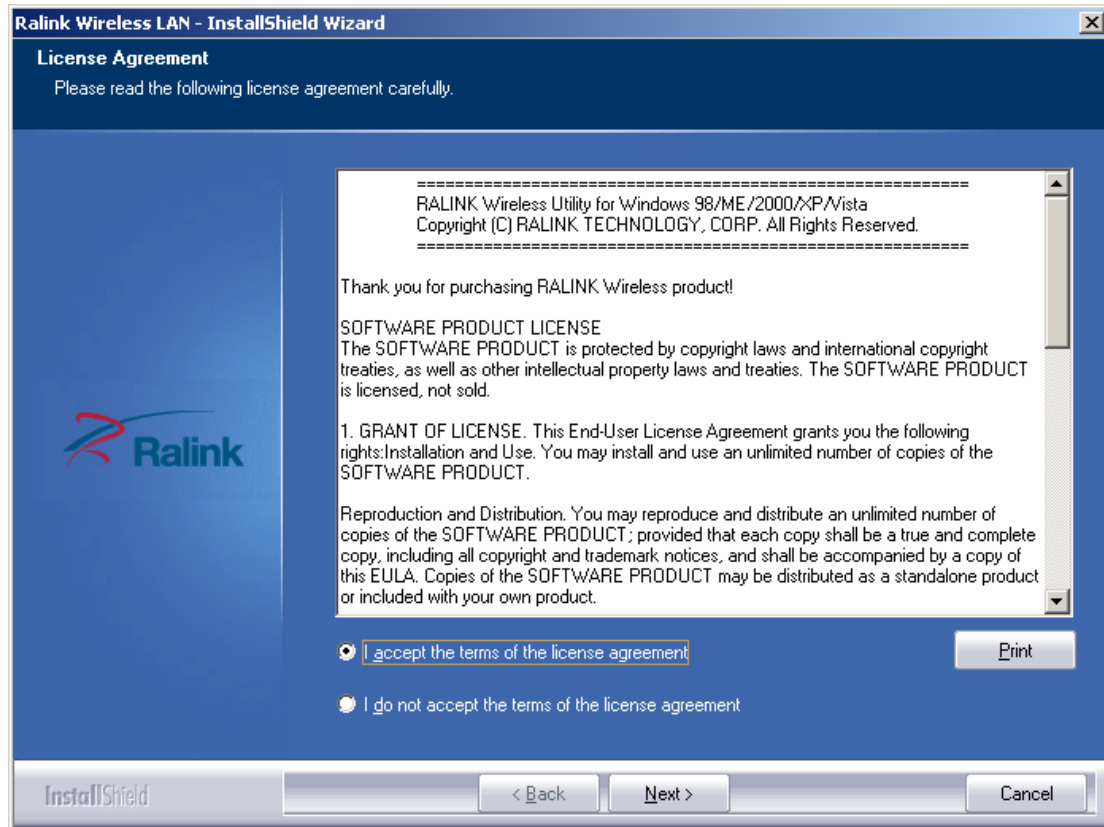 Ralink Wireless LAN - InstallShield Wizard
License Agreement
Please read the following license agreement carefully.
==========================================================
RALINK Wireless Utility for Windows 98/ME/2000/XP/Vista
Copyright (C) RALINK TECHNOLOGY, CORP. All Rights Reserved.
==========================================================
Thank you for purchasing RALINK Wireless product!
SOFTWARE PRODUCT LICENSE
The SOFTWARE PRODUCT is protected by copyright laws and international copyright
treaties, as well as other intellectual property laws and treaties. The SOFTWARE PRODUCT
is licensed, not sold.
1. GRANT OF LICENSE. This End-User License Agreement grants you the following
rights:Installation and Use. You may install and use an unlimited number of copies of the
SOFTWARE PRODUCT.
Reproduction and Distribution. You may reproduce and distribute an unlimited number of
copies of the SOFTWARE PRODUCT; provided that each copy shall be a true and complete
copy, including all copyright and trademark notices, and shall be accompanied by a copy of
this EULA. Copies of the SOFTWARE PRODUCT may be distributed as a standalone product
or included with your own product.
Ralink
I accept the terms of the license agreement
Print
I do not accept the terms of the license agreement
InstallShield
< Back
Next >
Cancel